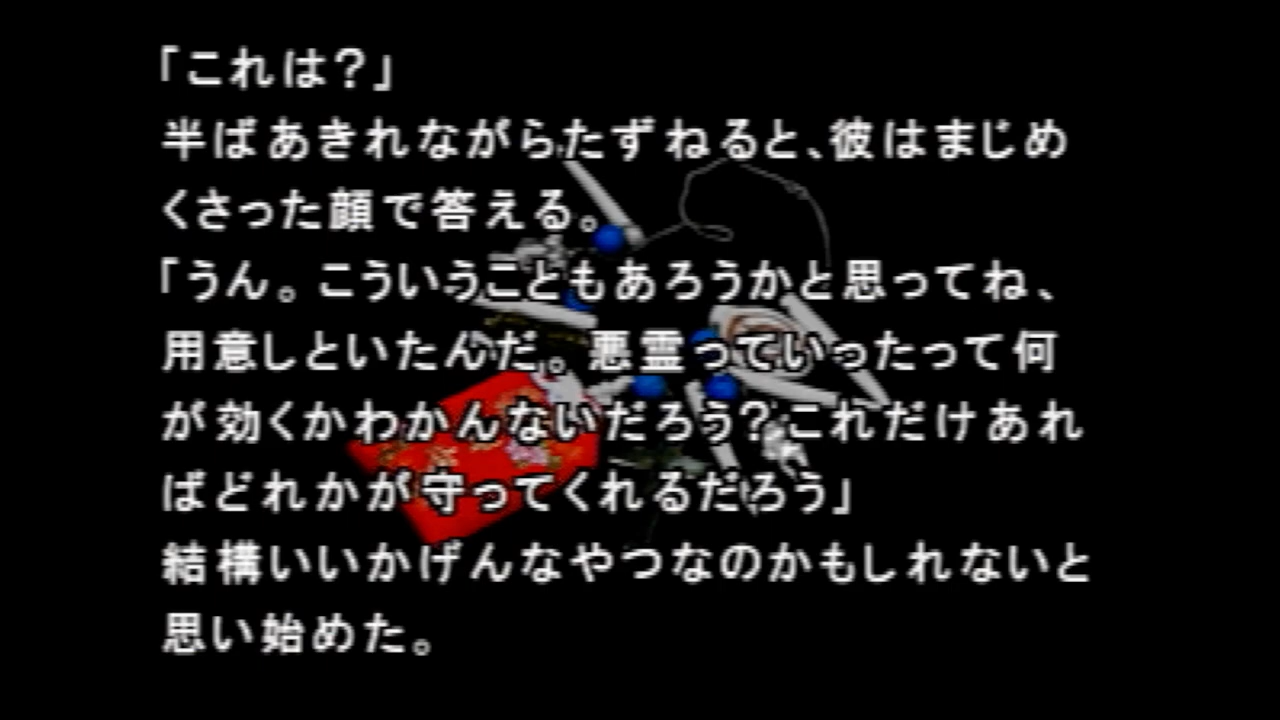 「これは？」
半ばあきれながらたずねると、彼はまじめ
くさった顔で答える。
「うん。こういうこともあろうかと思ってね、
用意しといたんだ。悪霊っていったって何
が効くかわかんないだろう？これだけあれ
ばどれかが守ってくれるだろう」
結構いいかげんなやつなのかもしれないと
思い始めた。